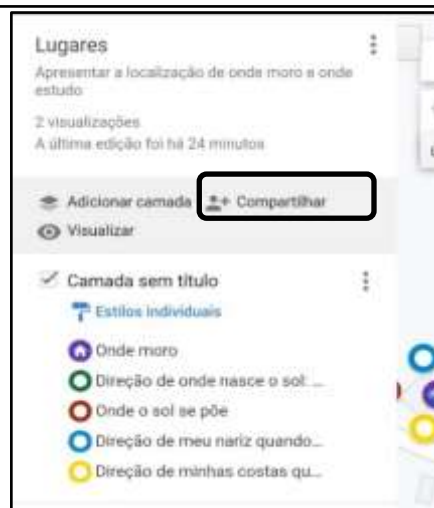 Lugares
Apresentar a localização de onde moro e onde
estudo
2 visualizações
A última edição foi há 24 minutos
Adicionar camada Compartilhar
Visualizar
Camada sem título
Estilos individuais
Onde moro
Direção de onde nasce o sol: ...
Onde o sol se põe
Direção de meu nariz quando...
Direção de minhas costas qu...